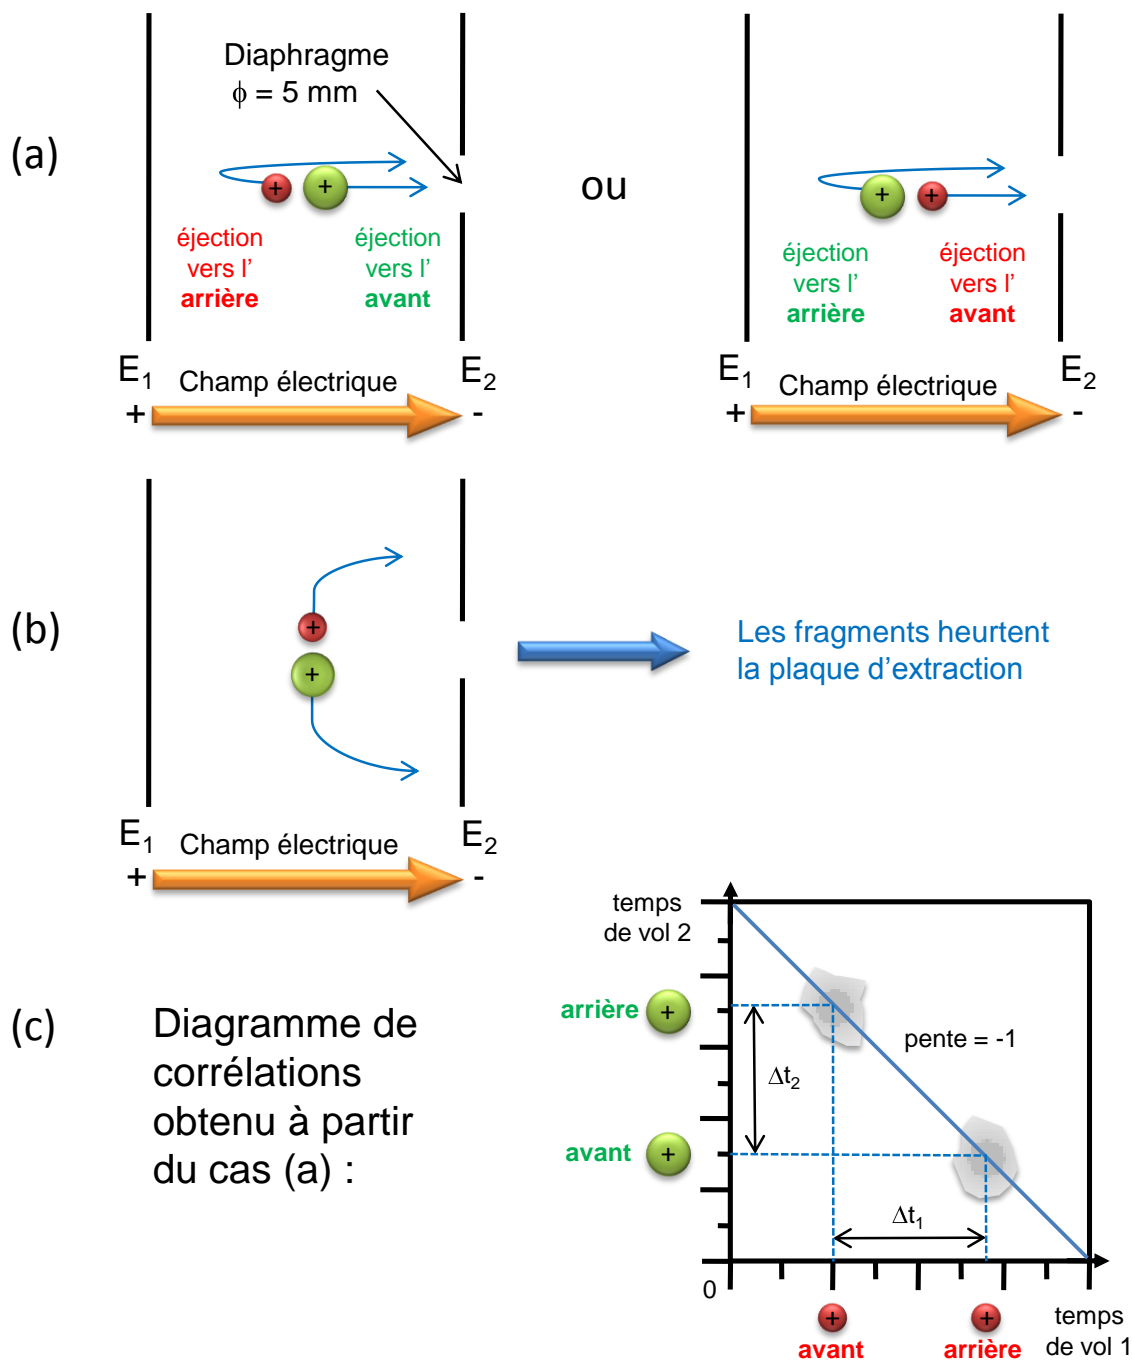 (a)
Diaphragme
ϕ = 5 mm
+
+
éjection
vers l'
arrière
éjection
vers l'
avant
E1
E2
Champ électrique
+
-
ou
+
+
éjection
vers l'
arrière
éjection
vers l'
avant
E1
E2
Champ électrique
+
-
(b)
+
+
Les fragments heurtent
la plaque d'extraction
E1
E2
Champ électrique
+
-
(c)
Diagramme de
corrélations
obtenu à partir
du cas (a) :
temps
de vol 2
arrière
+
pente = -1
Δt2
avant
+
Δt1
0
+
avant
+
arrière
temps
de vol 1